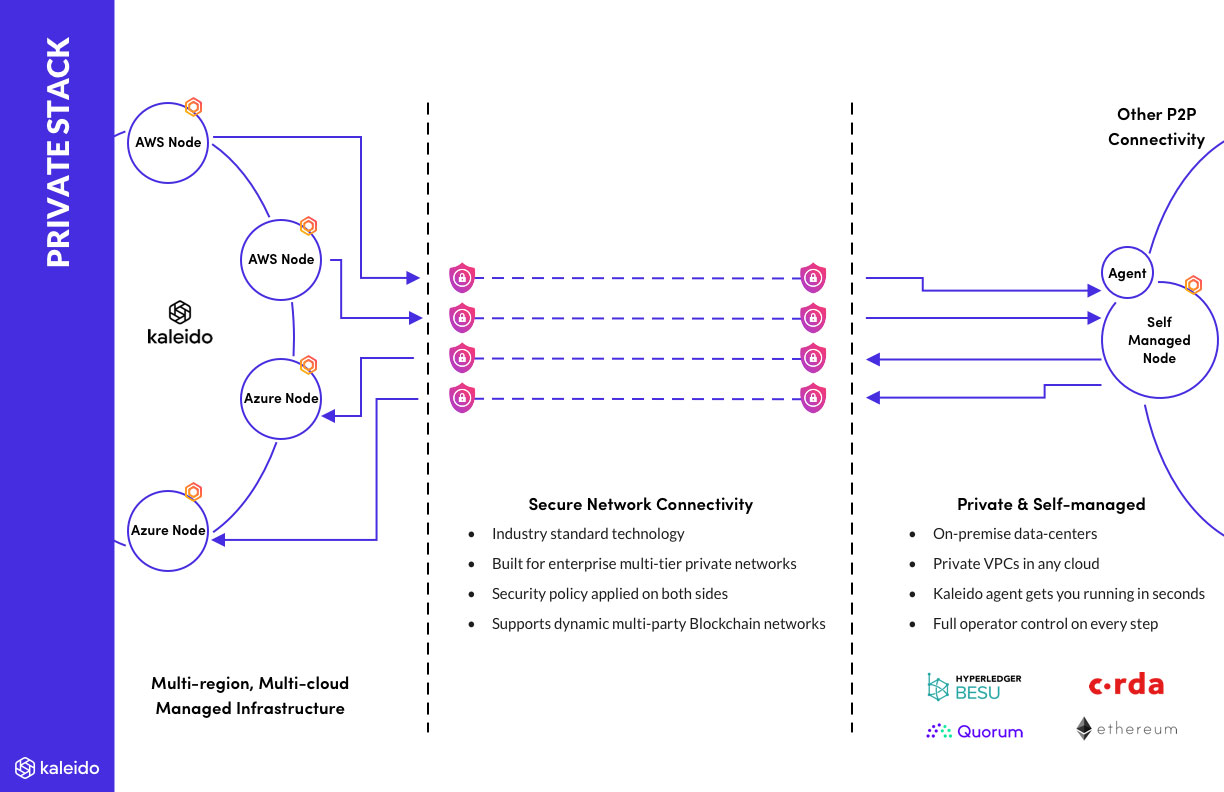 PRIVATE STACK
AWS Node
AWS Node
kaleido
Azure Node
Azure Node
Multi-region, Multi-cloud
Managed Infrastructure
kaleido
Secure Network Connectivity
• Industry standard technology
• Built for enterprise multi-tier private networks
• Security policy applied on both sides
• Supports dynamic multi-party Blockchain networks
Other P2P
Connectivity
Agent
Self
Managed
Node
Private & Self-managed
• On-premise data-centers
• Private VPCs in any cloud
• Kaleido agent gets you running in seconds
• Full operator control on every step
HYPERLEDGER
BESU
c·rda
Quorum
ethereum